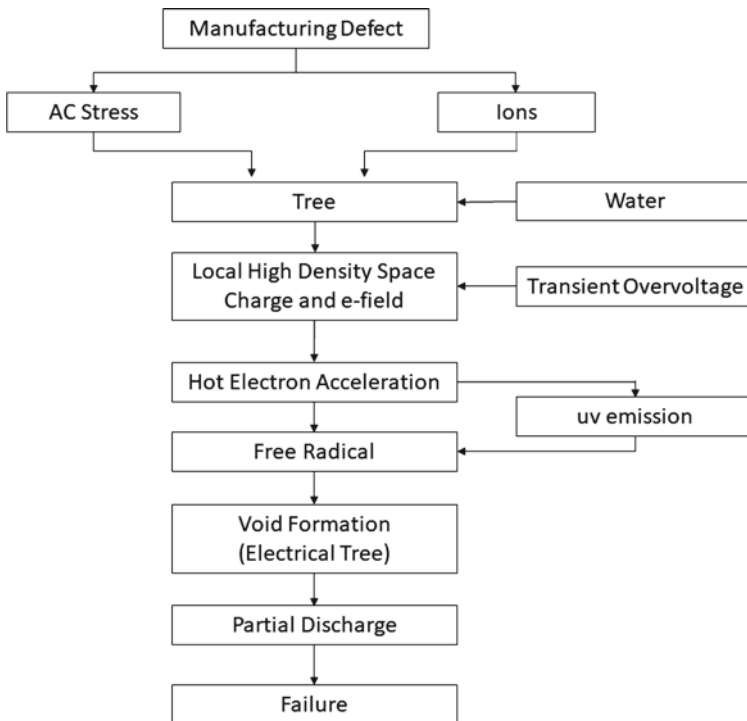 Manufacturing Defect
AC Stress
Ions
Tree
Water
Local High Density Space
Charge and e-field
Transient Overvoltage
Hot Electron Acceleration
uv emission
Free Radical
Void Formation
(Electrical Tree)
Partial Discharge
Failure